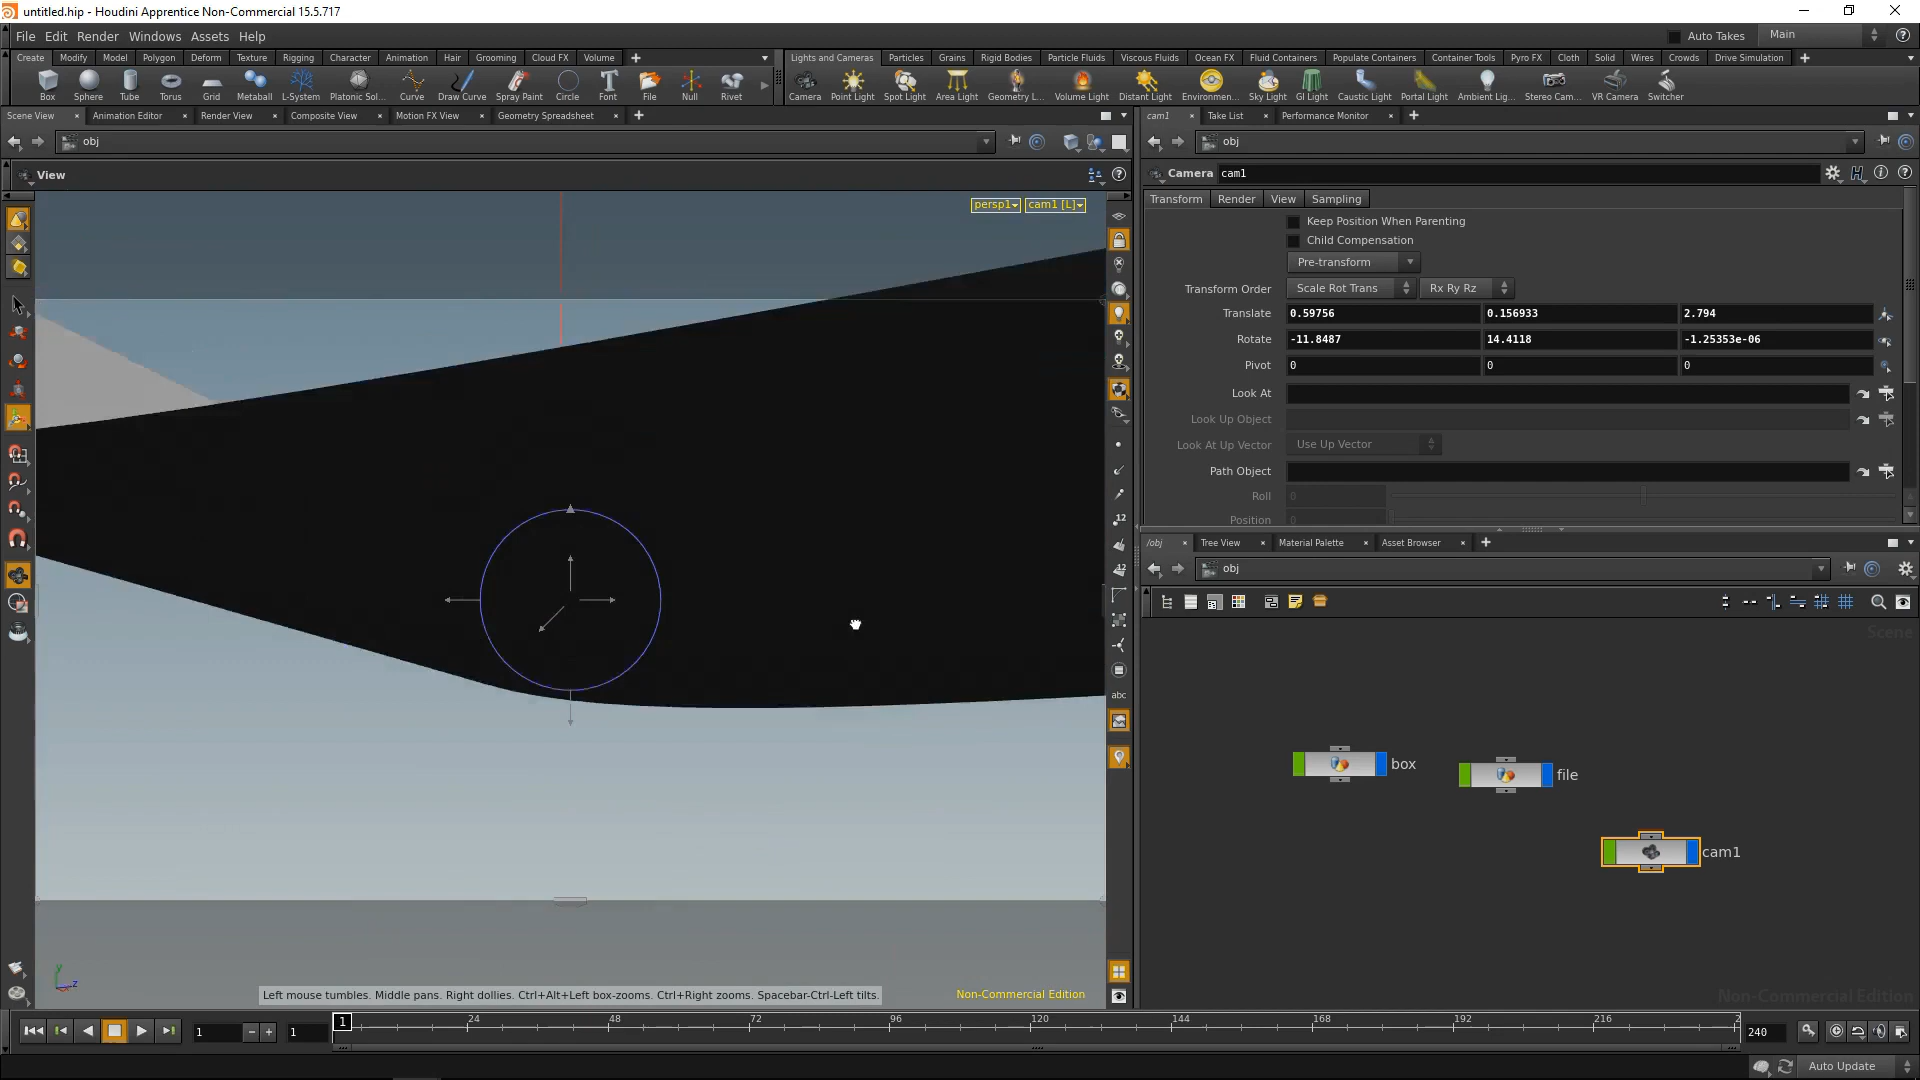 untitled.hip - Houdini Apprentice Non-Commercial 15.5.717
File Edit Render Windows Assets Help
Auto Takes Main
Create Modify Model Polygon Deform Texture Rigging Character Animation Hair Grooming Cloud FX Volume
Lights and Cameras Particles Grains Rigid Bodies Particle Fluids Viscous Fluids Ocean FX Fluid Containers Populate Containers Container Tools Pyro FX Cloth Solid Wires Crowds Drive Simulation
Box Sphere Tube Torus Grid Metaball L-System Platonic Sol... Curve Draw Curve Spray Paint Circle Font File Null Rivet
Camera Point Light Spot Light Area Light Geometry L... Volume Light Distant Light Environmen... Sky Light GI Light Caustic Light Portal Light Ambient Lig... Stereo Cam... VR Camera Switcher
Scene View Animation Editor Render View Composite View Motion FX View Geometry Spreadsheet
cam1 Take List Performance Monitor
obj
obj
View
Camera cam1
Transform Render View Sampling
persp1 cam1 [L]
Keep Position When Parenting
Child Compensation
Pre-transform
Transform Order Scale Rot Trans Rx Ry Rz
Translate 0.59756 0.156933 2.794
Rotate -11.8487 14.4118 -1.25353e-06
Pivot 0 0 0
Look At
Look Up Object
Look At Up Vector Use Up Vector
Path Object
Roll 0
Position 0
12
12
abc
/obj Tree View Material Palette Asset Browser
obj
Scene
box
file
cam1
y
z
Left mouse tumbles. Middle pans. Right dollies. Ctrl+Alt+Left box-zooms. Ctrl+Right zooms. Spacebar-Ctrl-Left tilts.
Non-Commercial Edition
Non-Commercial Edition
1 1 1 24 48 72 96 120 144 168 192 216 2 240
Auto Update